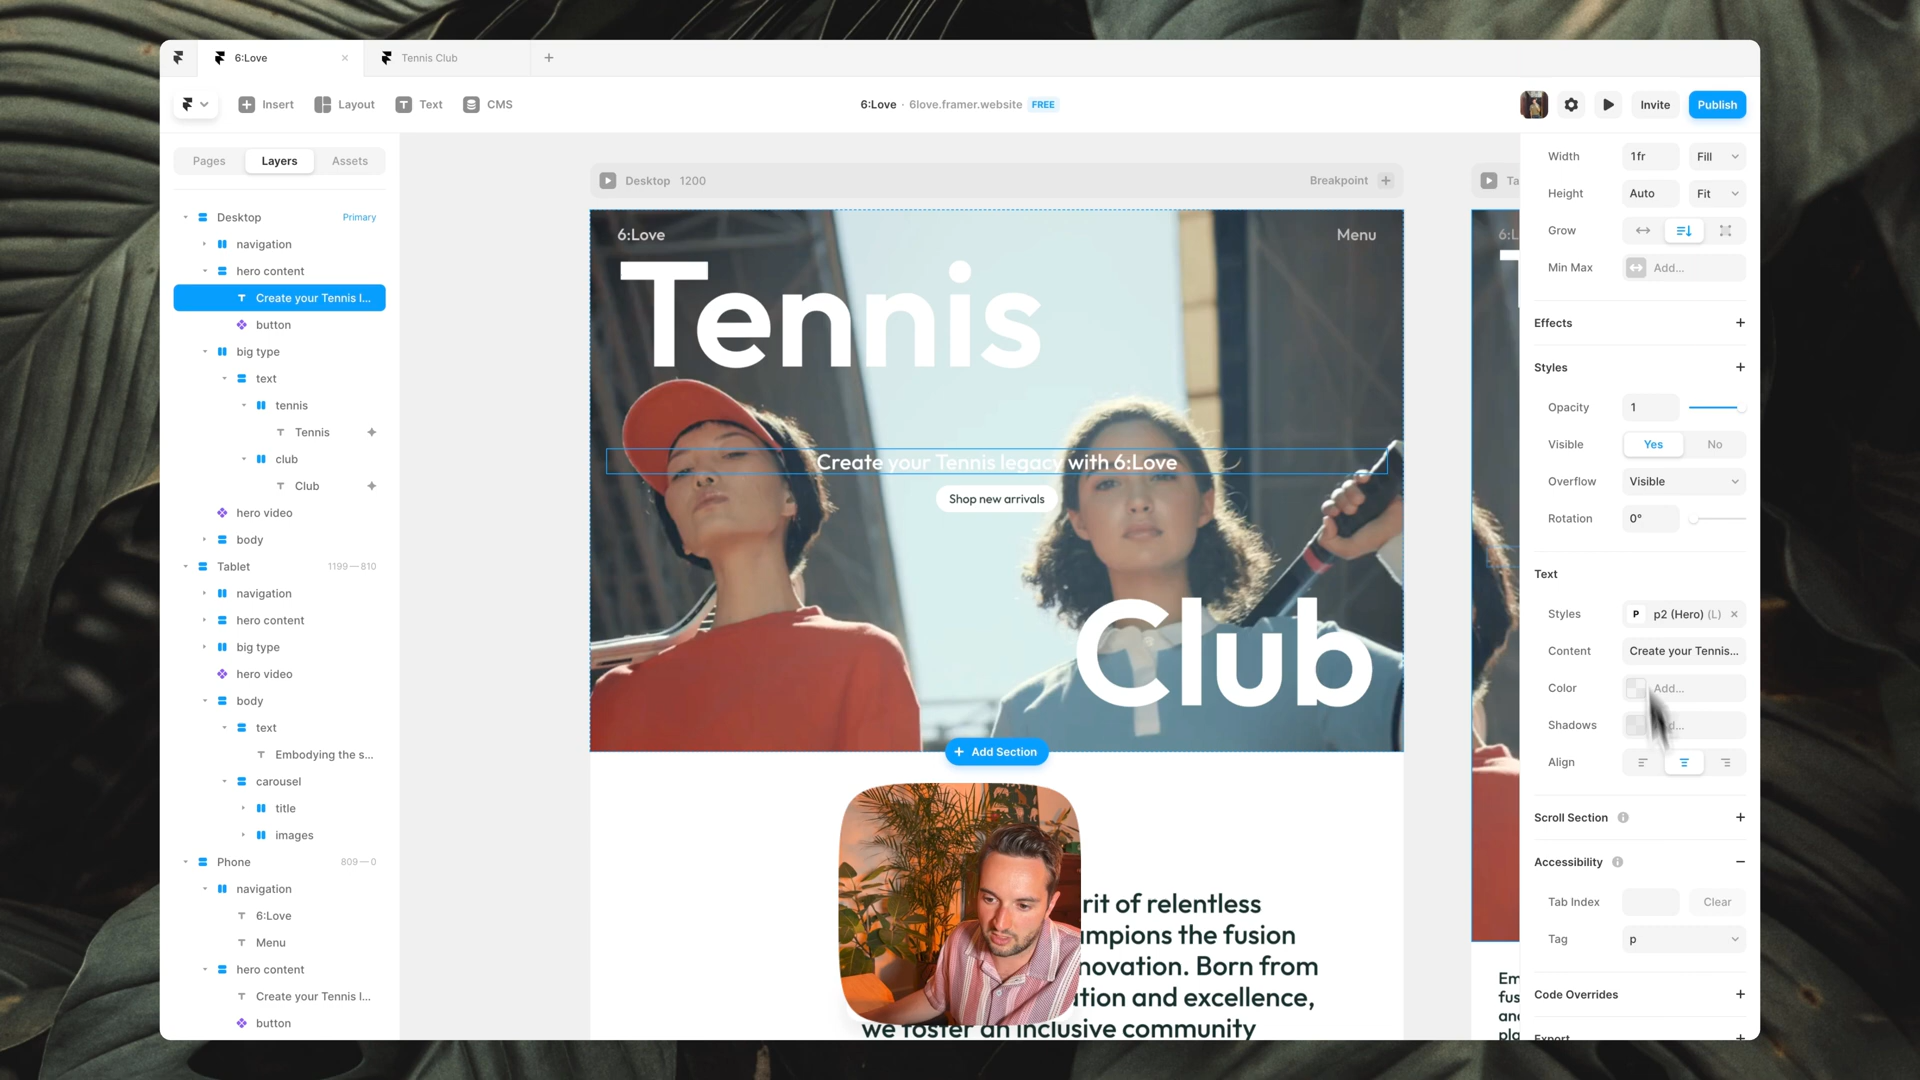 6:Love
Tennis Club
Insert
Layout
Text
CMS
6:Love · 6love.framer.website FREE
Invite
Publish
Pages
Layers
Assets
Desktop Primary
navigation
hero content
Create your Tennis l...
button
big type
text
tennis
Tennis
club
Club
hero video
body
Tablet 1199—810
navigation
hero content
big type
hero video
body
text
Embodying the s...
carousel
title
images
Phone 809—0
navigation
6:Love
Menu
hero content
Create your Tennis l...
button
Desktop 1200
Breakpoint
6:Love
Menu
Tennis
Create your Tennis legacy with 6:Love
Shop new arrivals
Club
Add Section
rit of relentless
the fusion
Born from
and excellence,
we foster an inclusive community
Width 1fr Fill
Height Auto Fit
Grow
Min Max Add...
Effects
Styles
Opacity 1
Visible Yes No
Overflow Visible
Rotation 0°
Text
Styles P p2 (Hero) (L)
Content Create your Tennis...
Color Add...
Shadows
Align
Scroll Section
Accessibility
Tab Index Clear
Tag p
Code Overrides
Export